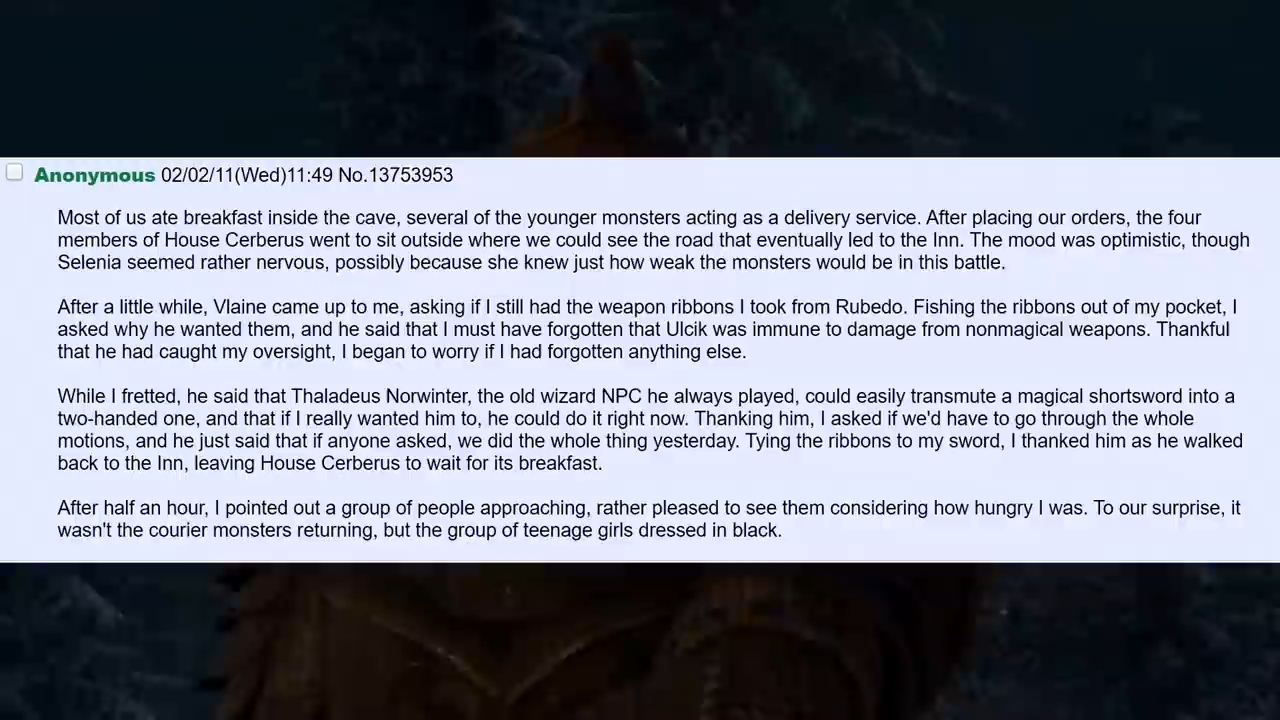 Anonymous 02/02/11(Wed)11:49 No.13753953
Most of us ate breakfast inside the cave, several of the younger monsters acting as a delivery service. After placing our orders, the four
members of House Cerberus went to sit outside where we could see the road that eventually led to the Inn. The mood was optimistic, though
Selenia seemed rather nervous, possibly because she knew just how weak the monsters would be in this battle.
After a little while, Vlaine came up to me, asking if I still had the weapon ribbons I took from Rubedo. Fishing the ribbons out of my pocket, I
asked why he wanted them, and he said that I must have forgotten that Ulcik was immune to damage from nonmagical weapons. Thankful
that he had caught my oversight, I began to worry if I had forgotten anything else.
While I fretted, he said that Thaladeus Norwinter, the old wizard NPC he always played, could easily transmute a magical shortsword into a
two-handed one, and that if I really wanted him to, he could do it right now. Thanking him, I asked if we'd have to go through the whole
motions, and he just said that if anyone asked, we did the whole thing yesterday. Tying the ribbons to my sword, I thanked him as he walked
back to the Inn, leaving House Cerberus to wait for its breakfast.
After half an hour, I pointed out a group of people approaching, rather pleased to see them considering how hungry I was. To our surprise, it
wasn't the courier monsters returning, but the group of teenage girls dressed in black.